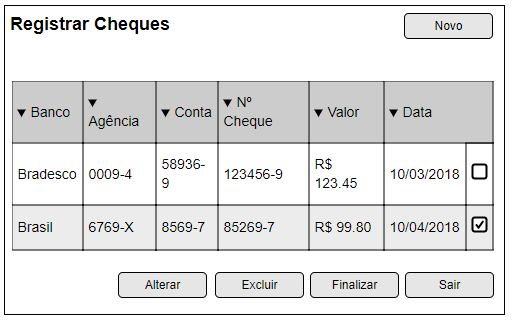 Registrar Cheques
Novo
▼ Banco ▼ Agência ▼ Conta ▼ Nº Cheque ▼ Valor ▼ Data
Bradesco 0009-4 58936-9 123456-9 R$ 123.45 10/03/2018
Brasil 6769-X 8569-7 85269-7 R$ 99.80 10/04/2018
Alterar Excluir Finalizar Sair